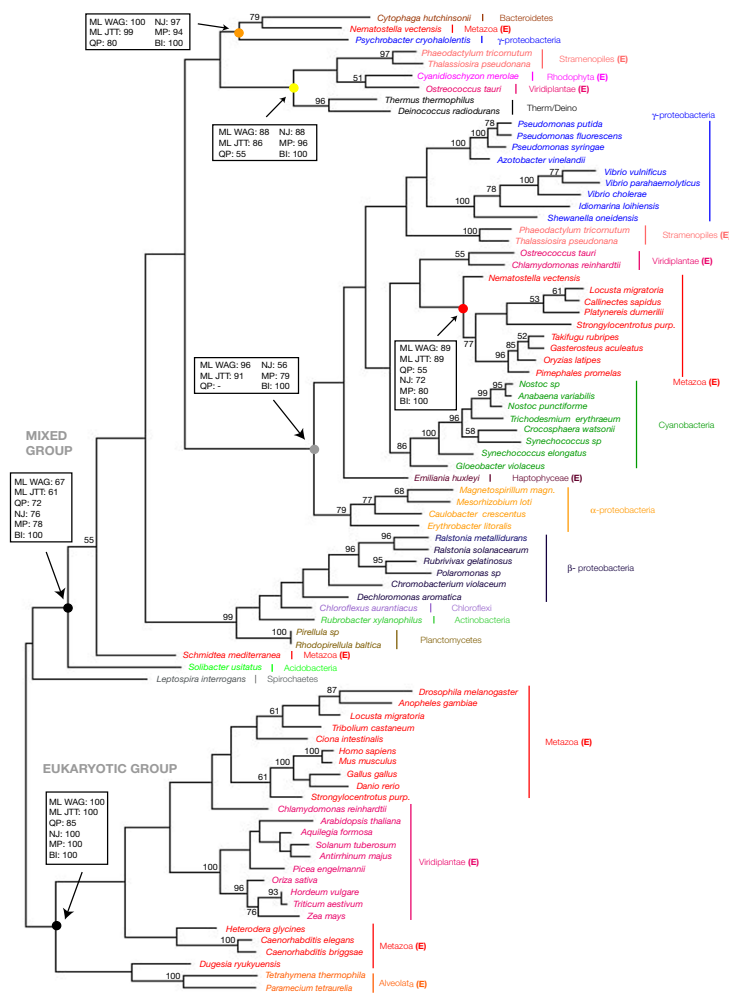 79
Cytophaga hutchinsonii | Bacteroidetes
ML WAG: 100 NJ: 97
ML JTT: 99 MP: 94
QP: 80 BI: 100
Nematostella vectensis | Metazoa (E)
Psychrobacter cryohalolentis | γ-proteobacteria
97
Phaeodactylum tricornutum
Thalassiosira pseudonana
Stramenopiles (E)
Cyanidioschyzon merolae | Rhodophyta (E)
51
Ostreococcus tauri | Viridiplantae (E)
96
Thermus thermophilus
Deinococcus radiodurans
Therm/Deino
ML WAG: 88 NJ: 88
ML JTT: 86 MP: 96
QP: 55 BI: 100
γ-proteobacteria
78
Pseudomonas putida
Pseudomonas fluorescens
100
Pseudomonas syringae
100
Azotobacter vinelandii
77
Vibrio vulnificus
100
Vibrio parahaemolyticus
78
Vibrio cholerae
100
Idiomarina loihiensis
Shewanella oneidensis
100
Phaeodactylum tricornutum
Thalassiosira pseudonana
Stramenopiles (E)
55
Ostreococcus tauri
Chlamydomonas reinhardtii
Viridiplantae (E)
Nematostella vectensis
61
Locusta migratoria
53
Callinectes sapidus
Platynereis dumerilii
Strongylocentrotus purp.
77
52
Takifugu rubripes
85
Gasterosteus aculeatus
96
Oryzias latipes
Pimephales promelas
Metazoa (E)
ML WAG: 89
ML JTT: 89
QP: 55
NJ: 72
MP: 80
BI: 100
ML WAG: 96 NJ: 56
ML JTT: 91 MP: 79
QP: - BI: 100
95
Nostoc sp
99
Anabaena variabilis
Nostoc punctiforme
96
Trichodesmium erythraeum
58
Crocosphaera watsonii
100
Synechococcus sp
86
Synechococcus elongatus
Gloeobacter violaceus
Cyanobacteria
Emiliania huxleyi | Haptophyceae (E)
68
Magnetospirillum magn.
77
Mesorhizobium loti
79
Caulobacter crescentus
Erythrobacter litoralis
α-proteobacteria
MIXED
GROUP
ML WAG: 67
ML JTT: 61
QP: 72
NJ: 76
MP: 78
BI: 100
55
96
Ralstonia metallidurans
96
Ralstonia solanacearum
95
Rubrivivax gelatinosus
Polaromonas sp
Chromobacterium violaceum
Dechloromonas aromatica
β- proteobacteria
Chloroflexus aurantiacus | Chloroflexi
99
Rubrobacter xylanophilus | Actinobacteria
100
Pirellula sp
Rhodopirellula baltica
Planctomycetes
Schmidtea mediterranea | Metazoa (E)
Solibacter usitatus | Acidobacteria
Leptospira interrogans | Spirochaetes
87
Drosophila melanogaster
Anopheles gambiae
61
Locusta migratoria
Tribolium castaneum
Ciona intestinalis
100
Homo sapiens
100
Mus musculus
61
Gallus gallus
Danio rerio
Strongylocentrotus purp.
Metazoa (E)
EUKARYOTIC GROUP
ML WAG: 100
ML JTT: 100
QP: 85
NJ: 100
MP: 100
BI: 100
Chlamydomonas reinhardtii
Arabidopsis thaliana
Aquilegia formosa
Solanum tuberosum
Antirrhinum majus
100
Picea engelmannii
Oriza sativa
96
93
Hordeum vulgare
Triticum aestivum
76
Zea mays
Viridiplantae (E)
Heterodera glycines
100
Caenorhabditis elegans
Caenorhabditis briggsae
Metazoa (E)
Dugesia ryukyuensis
100
Tetrahymena thermophila
Paramecium tetraurelia
Alveolata (E)